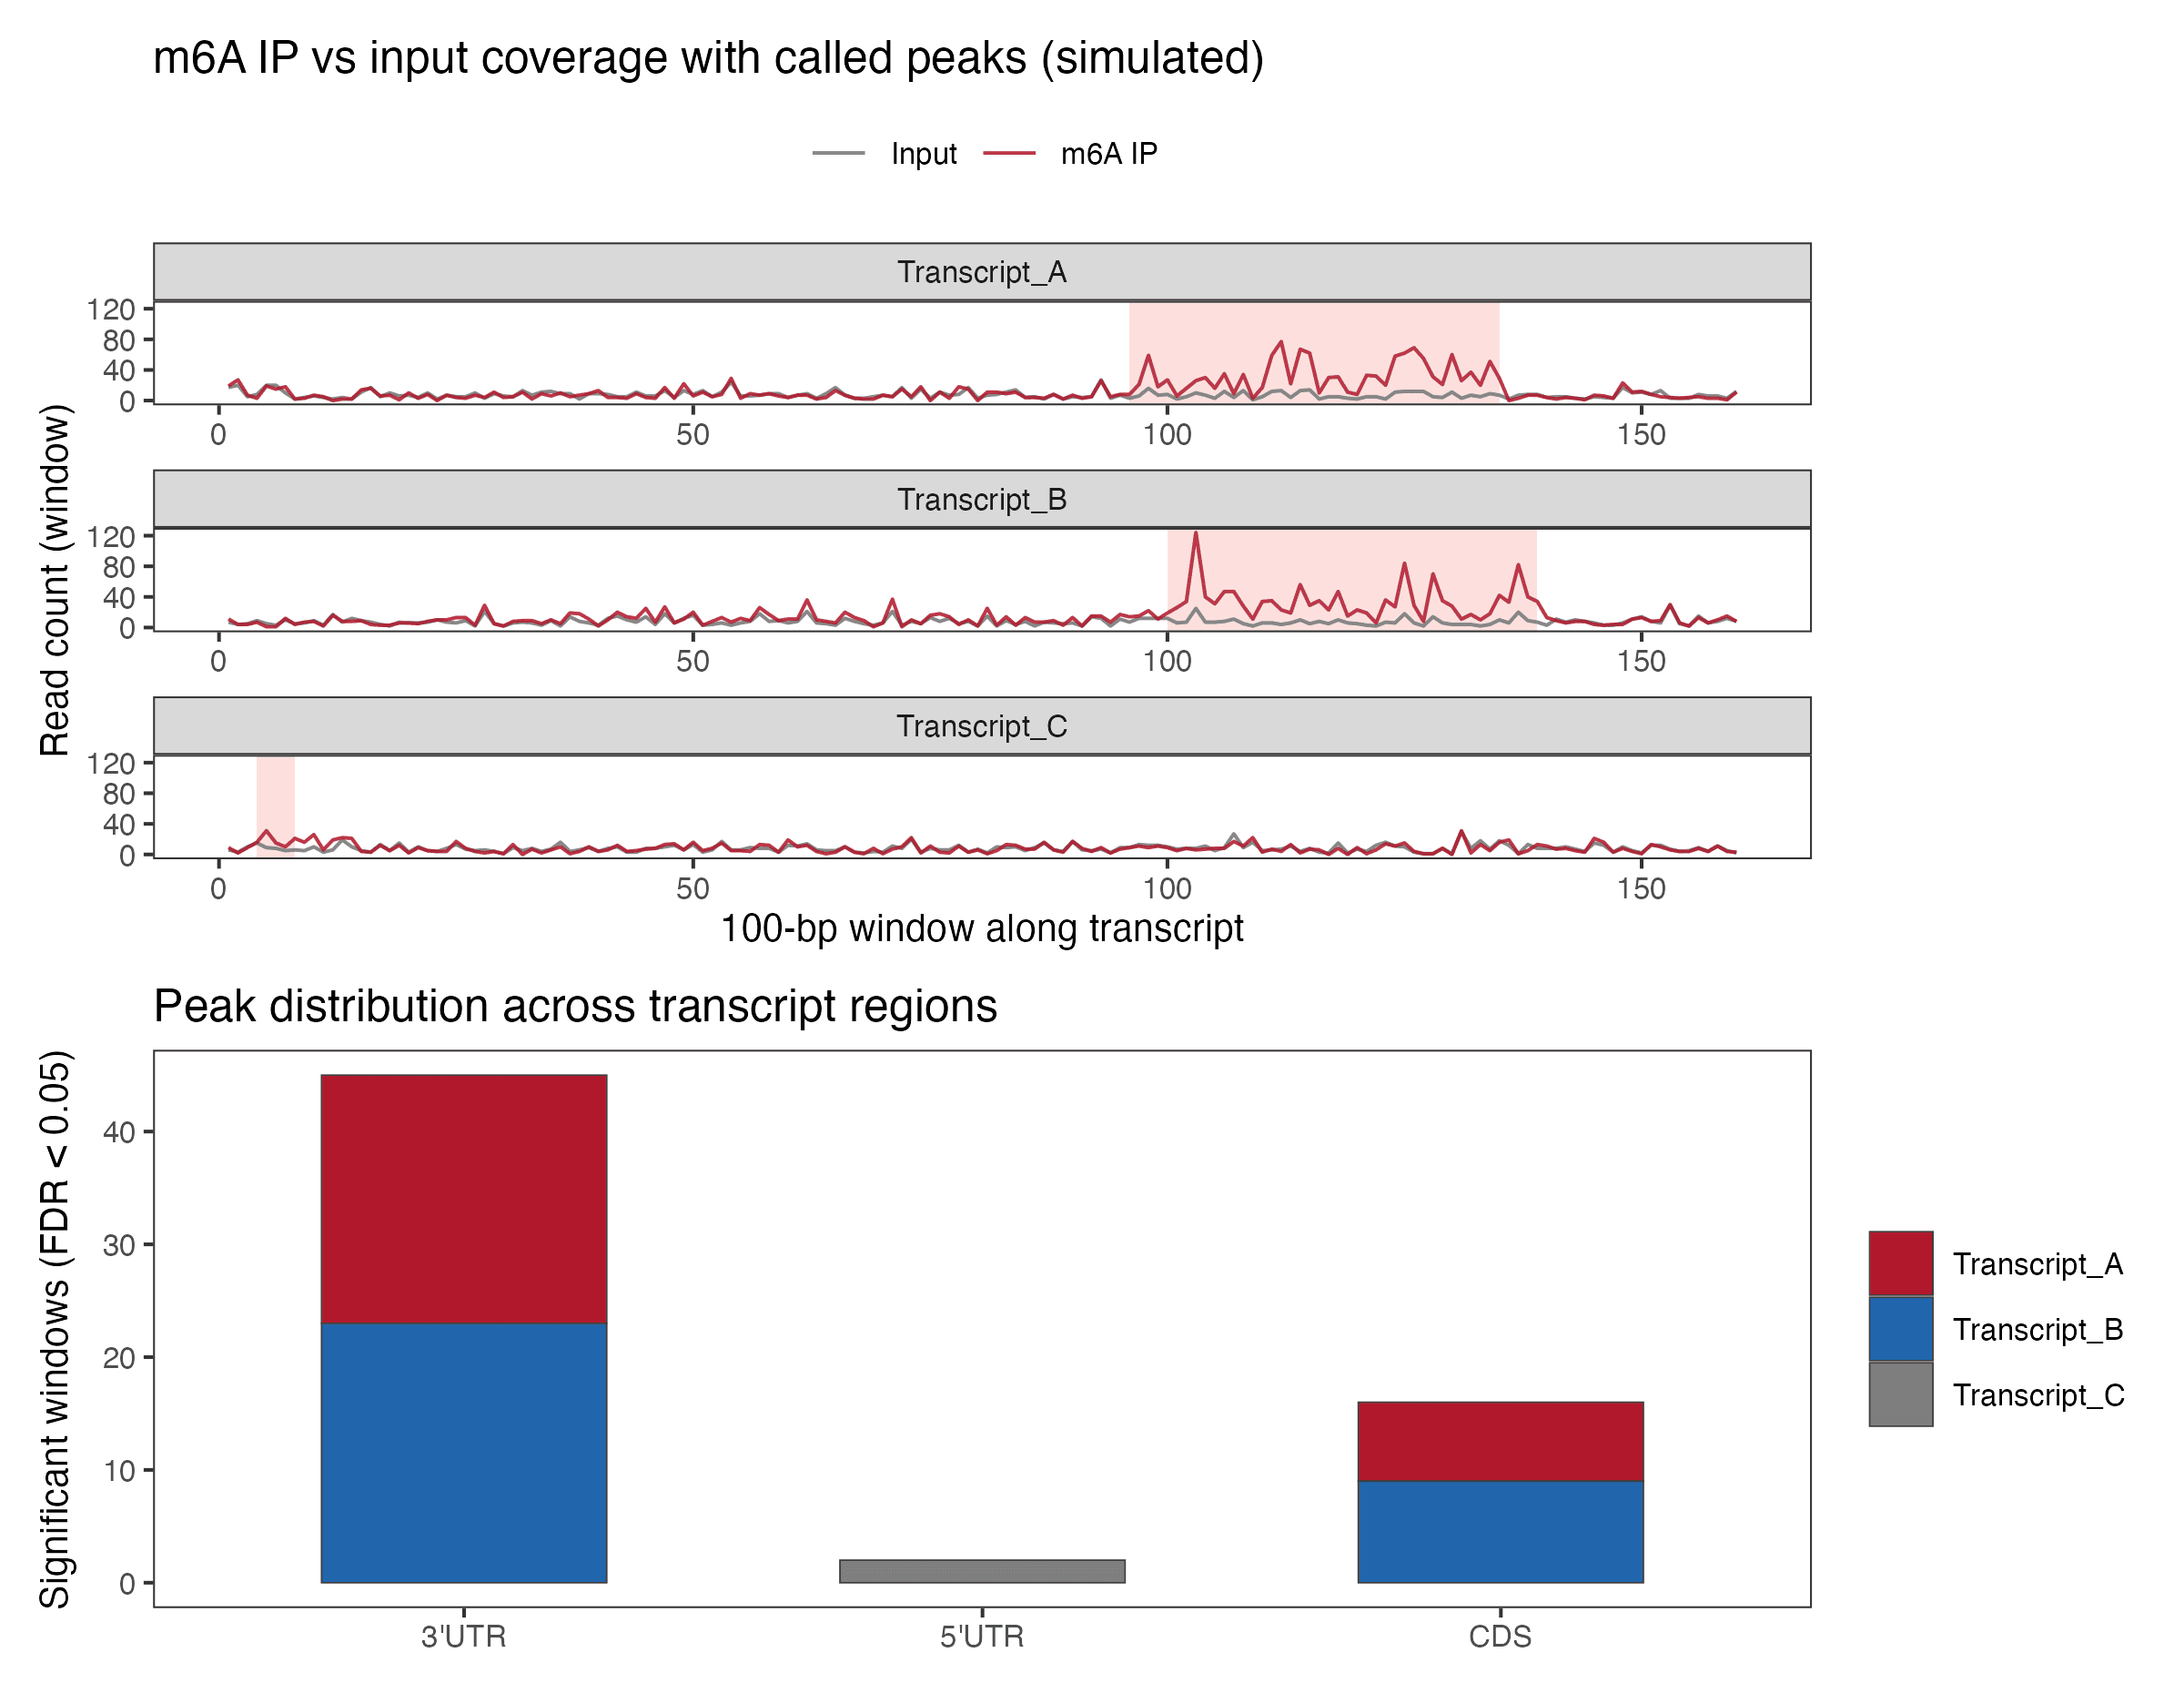 m6A IP vs input coverage with called peaks (simulated)
Input m6A IP
Read count (window)
Transcript_A
120
80
40
0
0 50 100 150
Transcript_B
120
80
40
0
0 50 100 150
Transcript_C
120
80
40
0
0 50 100 150
100-bp window along transcript
Peak distribution across transcript regions
Significant windows (FDR < 0.05)
40
30
20
10
0
3'UTR 5'UTR CDS
Transcript_A
Transcript_B
Transcript_C